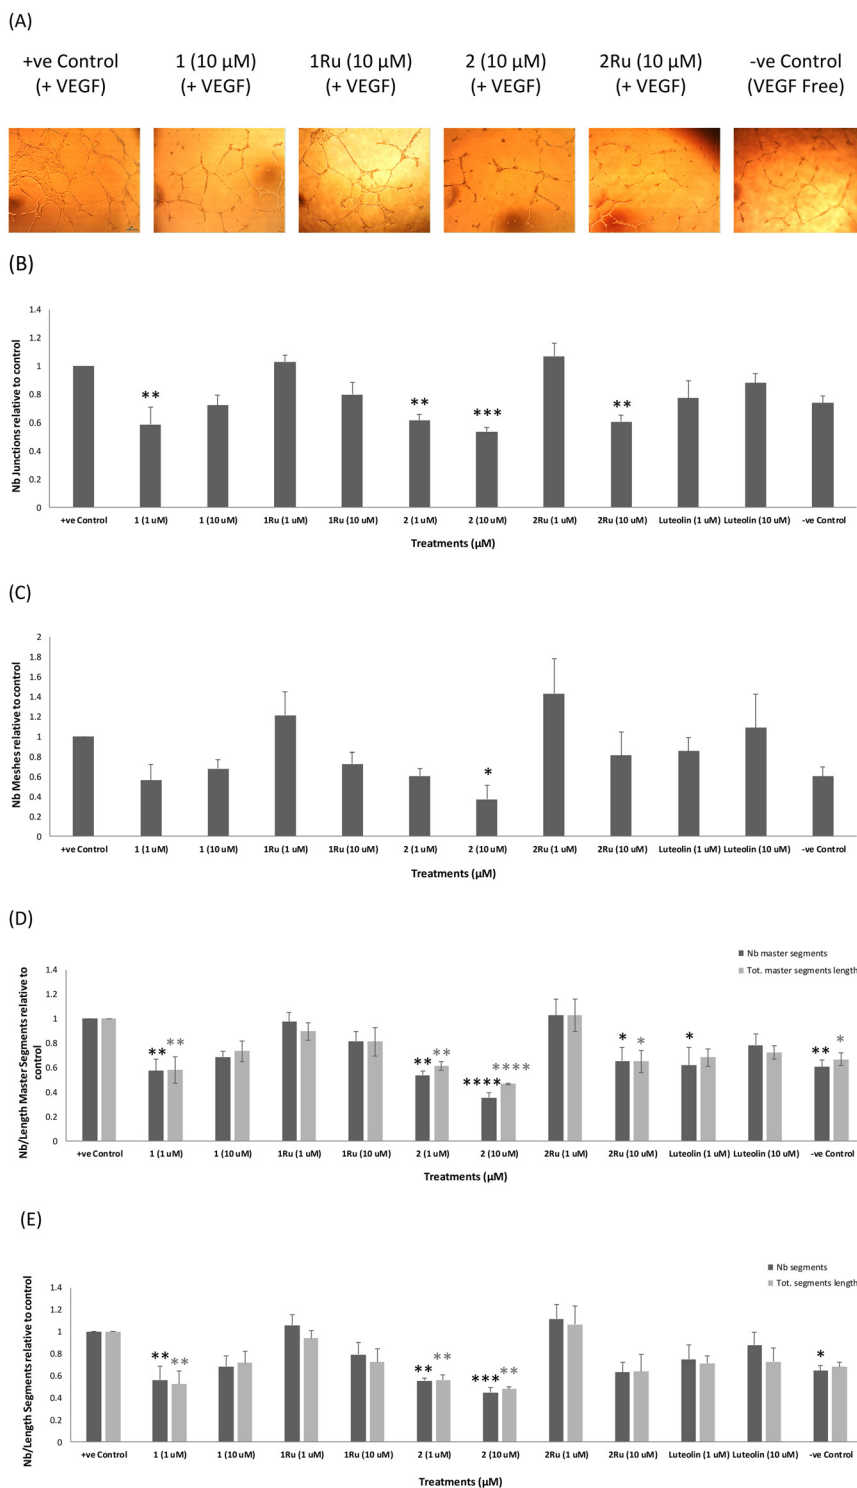 (A)
+ve Control 1 (10 µM) 1Ru (10 µM) 2 (10 µM) 2Ru (10 µM) -ve Control
(+ VEGF) (+ VEGF) (+ VEGF) (+ VEGF) (+ VEGF) (VEGF Free)
(B)
Nb Junctions relative to control
1.4
1.2
1
0.8
0.6
0.4
0.2
0
** ** *** **
+ve Control 1 (1 uM) 1 (10 uM) 1Ru (1 uM) 1Ru (10 uM) 2 (1 uM) 2 (10 uM) 2Ru (1 uM) 2Ru (10 uM) Luteolin (1 uM) Luteolin (10 uM) -ve Control
Treatments (µM)
(C)
Nb Meshes relative to control
2
1.8
1.6
1.4
1.2
1
0.8
0.6
0.4
0.2
0
*
+ve Control 1 (1 uM) 1 (10 uM) 1Ru (1 uM) 1Ru (10 uM) 2 (1 uM) 2 (10 uM) 2Ru (1 uM) 2Ru (10 uM) Luteolin (1 uM) Luteolin (10 uM) -ve Control
Treatments (µM)
(D)
Nb master segments
Tot. master segments length
Nb/Length Master Segments relative to
control
1.4
1.2
1
0.8
0.6
0.4
0.2
0
** ** ** ** **** **** * * * ** *
+ve Control 1 (1 uM) 1 (10 uM) 1Ru (1 uM) 1Ru (10 uM) 2 (1 uM) 2 (10 uM) 2Ru (1 uM) 2Ru (10 uM) Luteolin (1 uM) Luteolin (10 uM) -ve Control
Treatments (µM)
(E)
Nb segments
Tot. segments length
Nb/Length Segments relative to control
1.4
1.2
1
0.8
0.6
0.4
0.2
0
** ** ** ** *** ** *
+ve Control 1 (1 uM) 1 (10 uM) 1Ru (1 uM) 1Ru (10 uM) 2 (1 uM) 2 (10 uM) 2Ru (1 uM) 2Ru (10 uM) Luteolin (1 uM) Luteolin (10 uM) -ve Control
Treatments (µM)